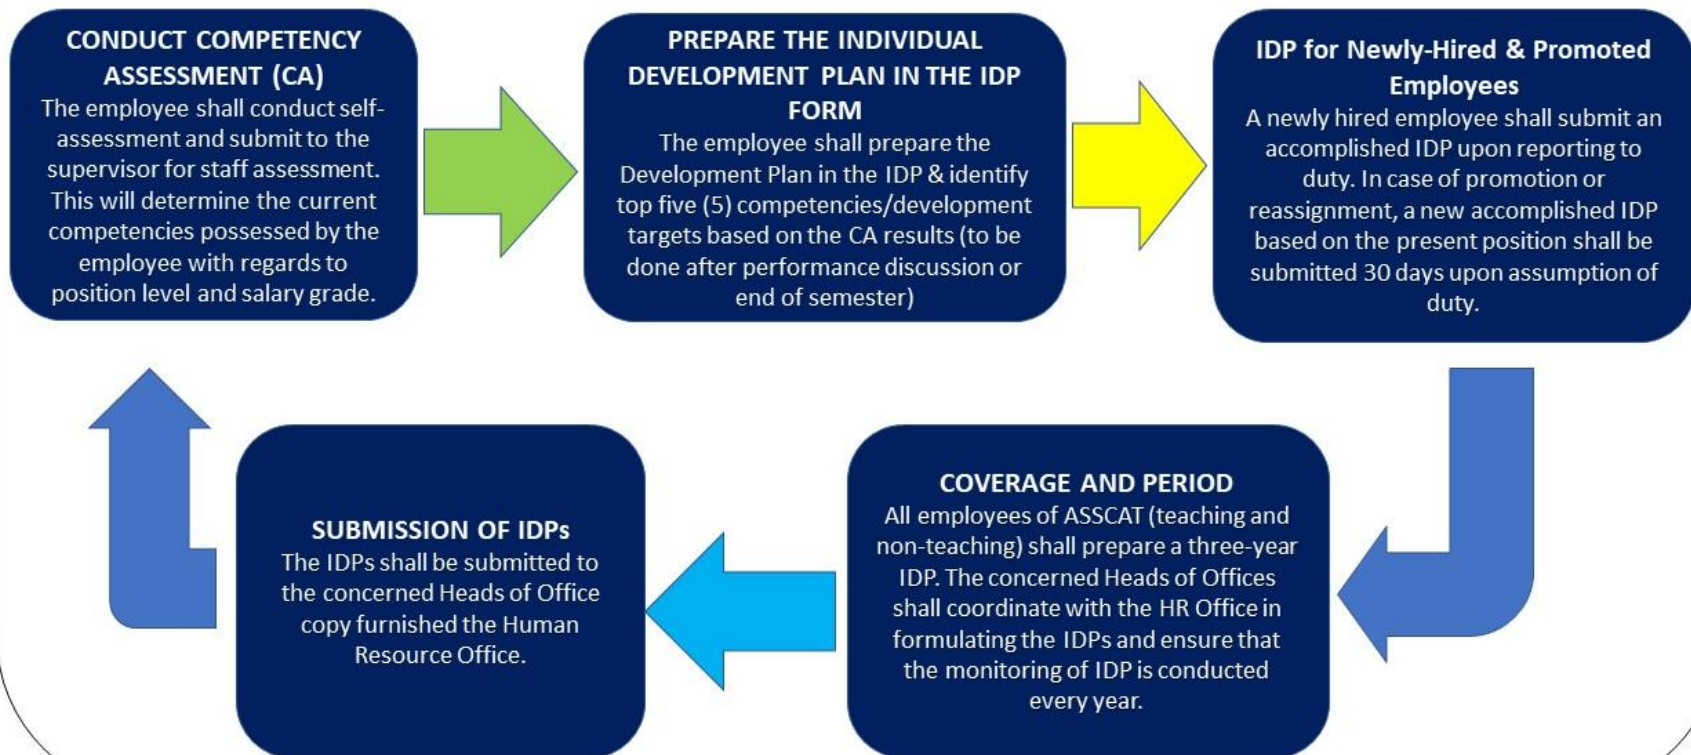 CONDUCT COMPETENCY
ASSESSMENT (CA)
The employee shall conduct self-
assessment and submit to the
supervisor for staff assessment.
This will determine the current
competencies possessed by the
employee with regards to
position level and salary grade.
PREPARE THE INDIVIDUAL
DEVELOPMENT PLAN IN THE IDP
FORM
The employee shall prepare the
Development Plan in the IDP & identify
top five (5) competencies/development
targets based on the CA results (to be
done after performance discussion or
end of semester)
IDP for Newly-Hired & Promoted
Employees
A newly hired employee shall submit an
accomplished IDP upon reporting to
duty. In case of promotion or
reassignment, a new accomplished IDP
based on the present position shall be
submitted 30 days upon assumption of
duty.
COVERAGE AND PERIOD
All employees of ASSCAT (teaching and
non-teaching) shall prepare a three-year
IDP. The concerned Heads of Offices
shall coordinate with the HR Office in
formulating the IDPs and ensure that
the monitoring of IDP is conducted
every year.
SUBMISSION OF IDPs
The IDPs shall be submitted to
the concerned Heads of Office
copy furnished the Human
Resource Office.